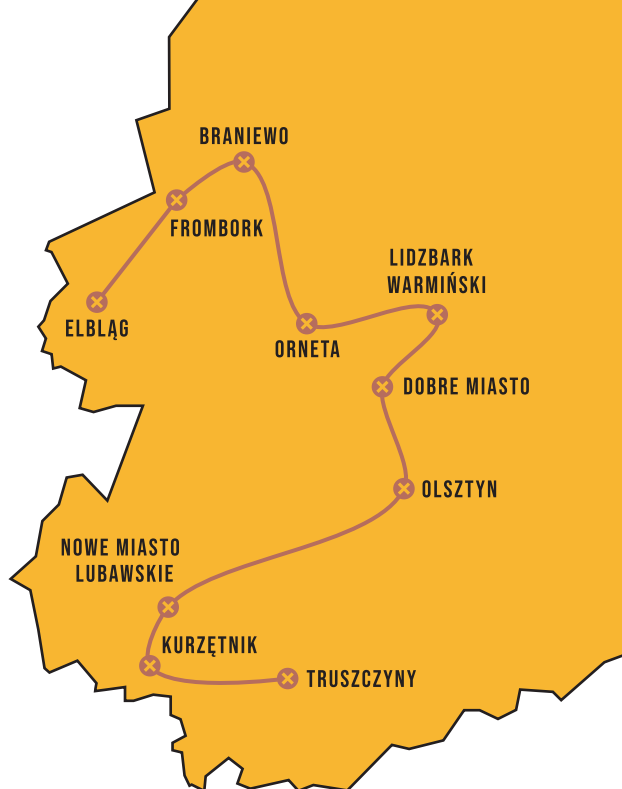 BRANIEWO
FROMBORK
LIDZBARK
WARMIŃSKI
ELBLĄG
ORNETA
DOBRE MIASTO
OLSZTYN
NOWE MIASTO
LUBAWSKIE
KURZĘTNIK
TRUSZCZYNY